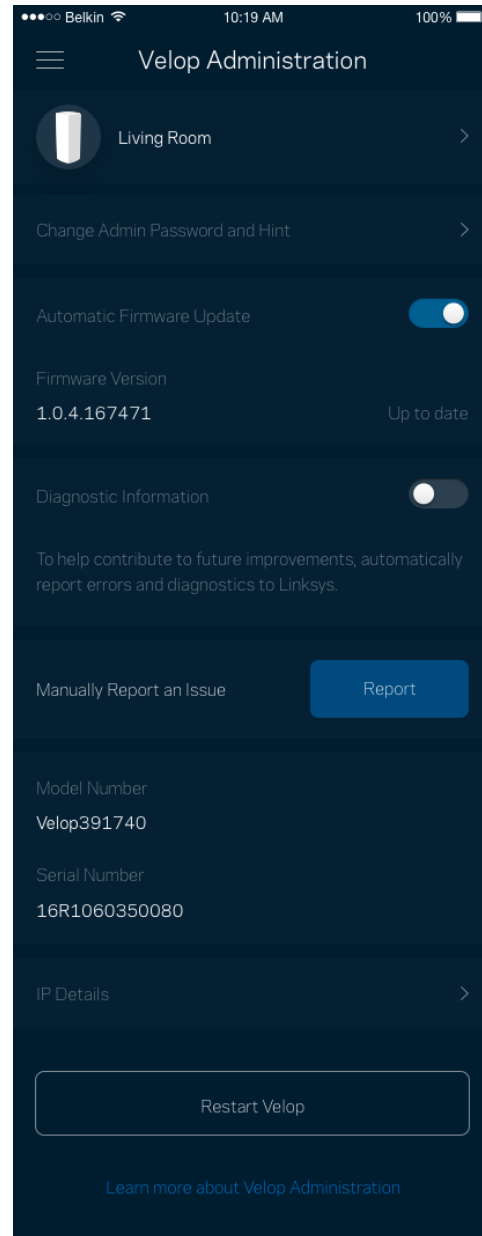 ●●●○○ Belkin 10:19 AM 100%
Velop Administration
Living Room
Change Admin Password and Hint
Automatic Firmware Update
Firmware Version
1.0.4.167471 Up to date
Diagnostic Information
To help contribute to future improvements, automatically
report errors and diagnostics to Linksys.
Manually Report an Issue Report
Model Number
Velop391740
Serial Number
16R1060350080
IP Details
Restart Velop
Learn more about Velop Administration